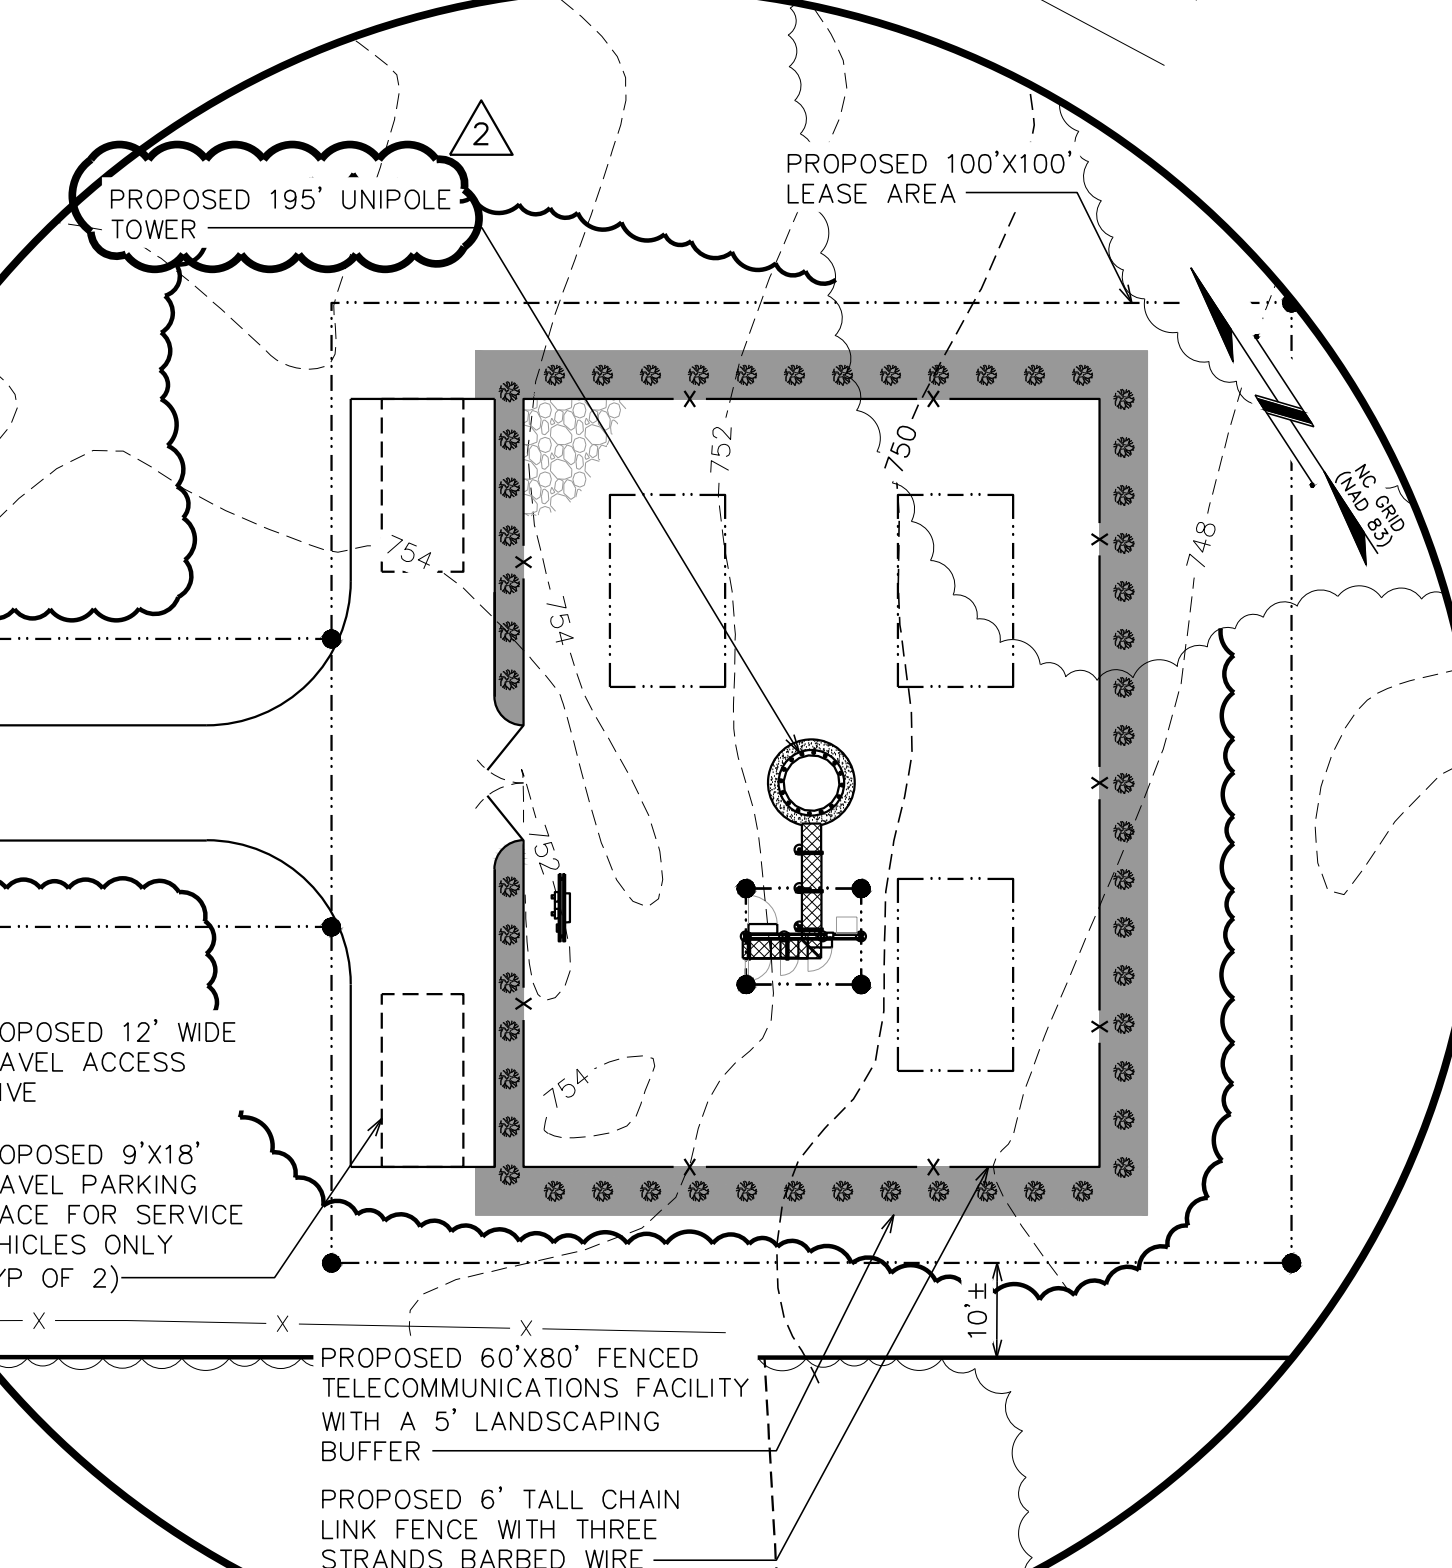 2
PROPOSED 195' UNIPOLE
TOWER
PROPOSED 100'X100'
LEASE AREA
NC GRID
(NAD 83)
752
750
748
754
754
752
754
OPOSED 12' WIDE
AVEL ACCESS
IVE
OPOSED 9'X18'
AVEL PARKING
ACE FOR SERVICE
HICLES ONLY
YP OF 2)
10'±
X X X
PROPOSED 60'X80' FENCED
TELECOMMUNICATIONS FACILITY
WITH A 5' LANDSCAPING
BUFFER
PROPOSED 6' TALL CHAIN
LINK FENCE WITH THREE
STRANDS BARBED WIRE